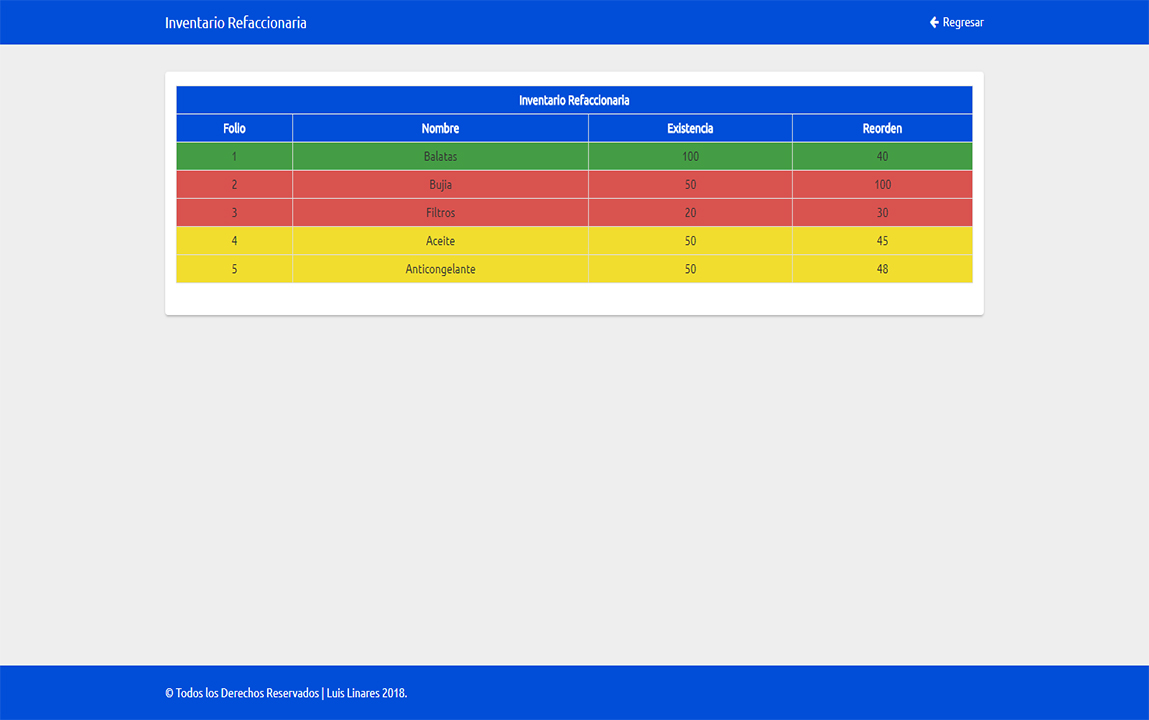 Inventario Refaccionaria
Regresar
Inventario Refaccionaria
Folio Nombre Existencia Reorden
1 Balatas 100 40
2 Bujia 50 100
3 Filtros 20 30
4 Aceite 50 45
5 Anticongelante 50 48
© Todos los Derechos Reservados | Luis Linares 2018.